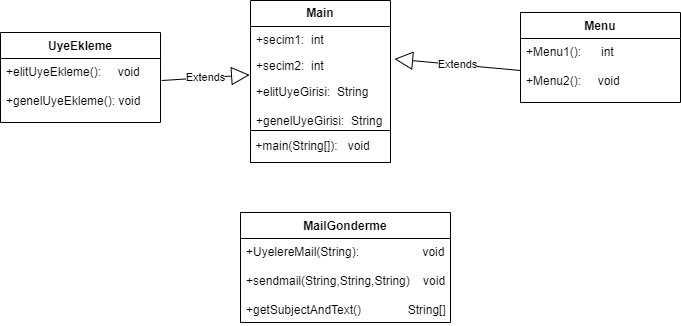 UyeEkleme
+elitUyeEkleme(): void
+genelUyeEkleme(): void
Extends
Main
+secim1: int
+secim2: int
+elitUyeGirisi: String
+genelUyeGirisi: String
+main(String[]): void
Extends
Menu
+Menu1(): int
+Menu2(): void
MailGonderme
+UyelereMail(String): void
+sendmail(String,String,String) void
+getSubjectAndText() String[]